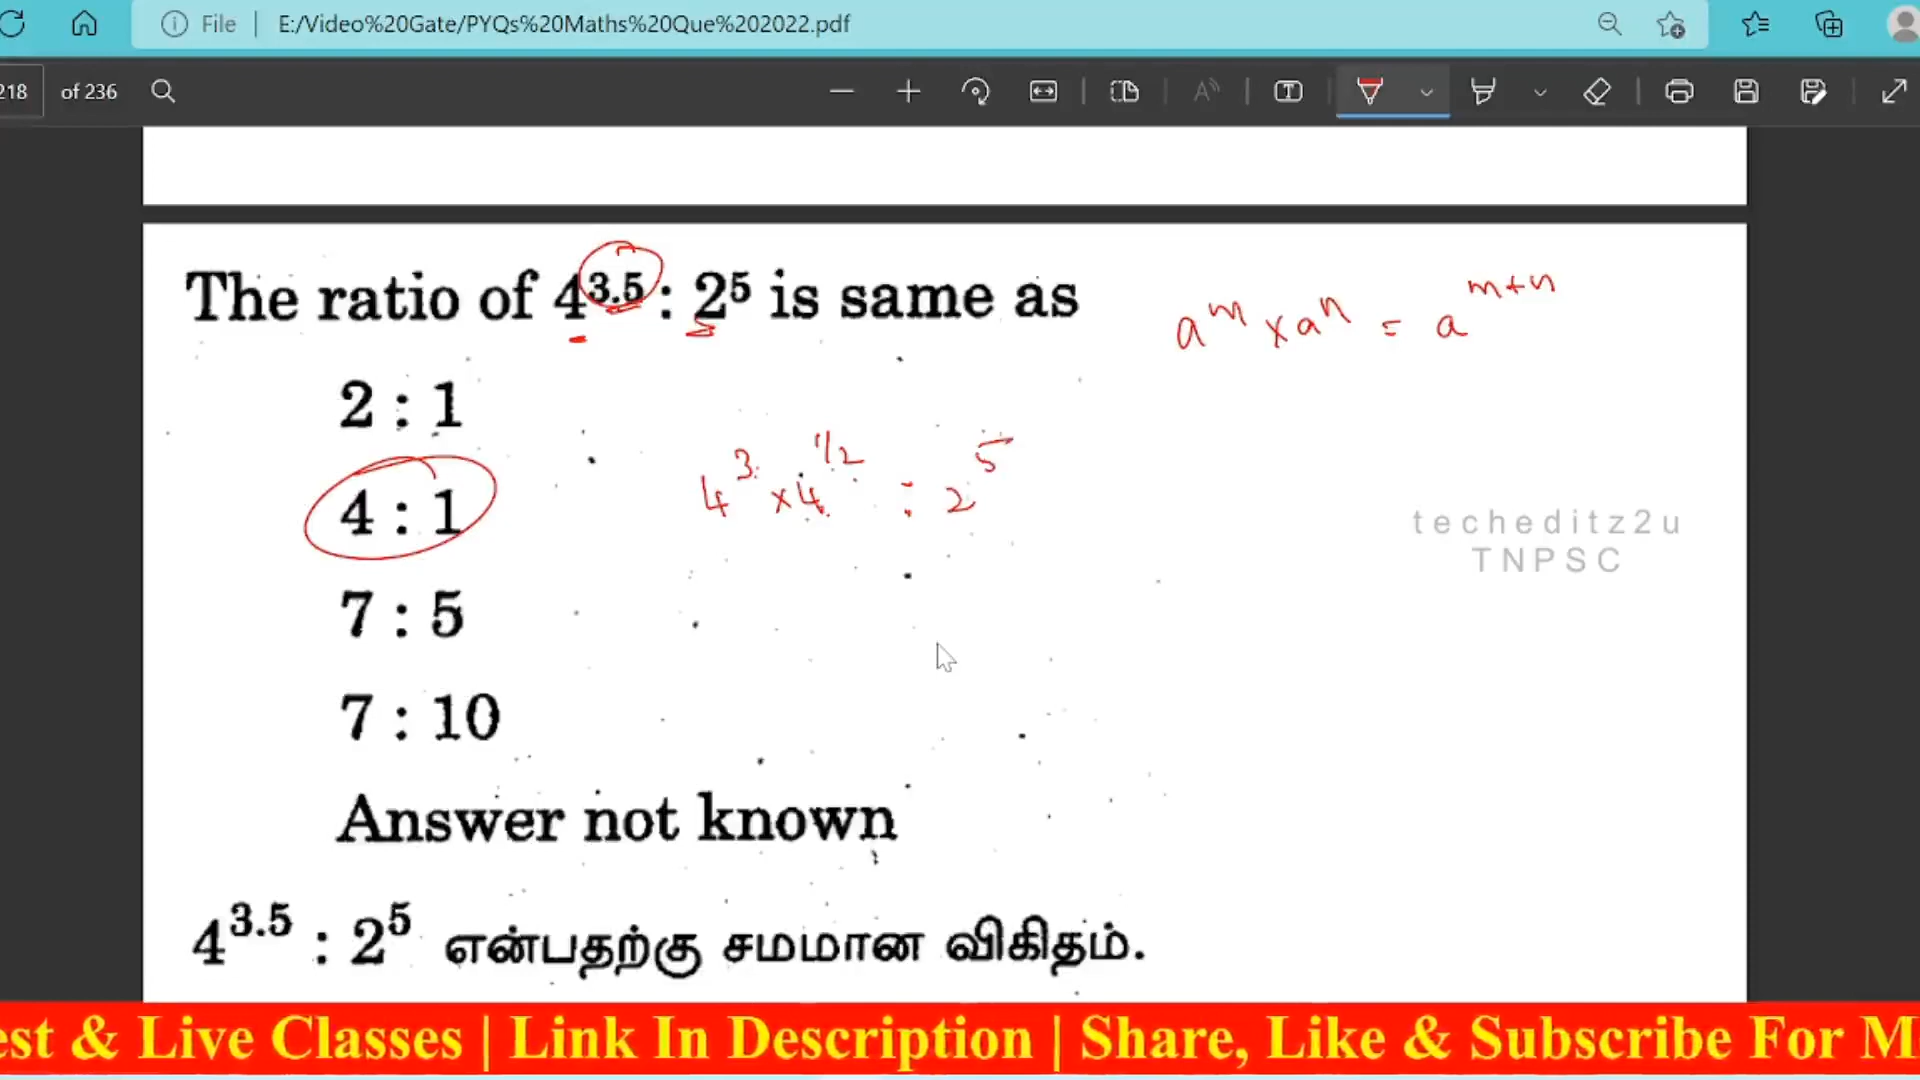 File | E:/Video%20Gate/PYQs%20Maths%20Que%202022.pdf
218 of 236
The ratio of 4^3.5 : 2^5 is same as
a^m x a^n = a^m+n
2 : 1
4 : 1
4^3 x 4^1/2 : 2^5
techeditz2u
TNPSC
7 : 5
7 : 10
Answer not known
4^3.5 : 2^5 என்பதற்கு சமமான விகிதம்.
est & Live Classes | Link In Description | Share, Like & Subscribe For M